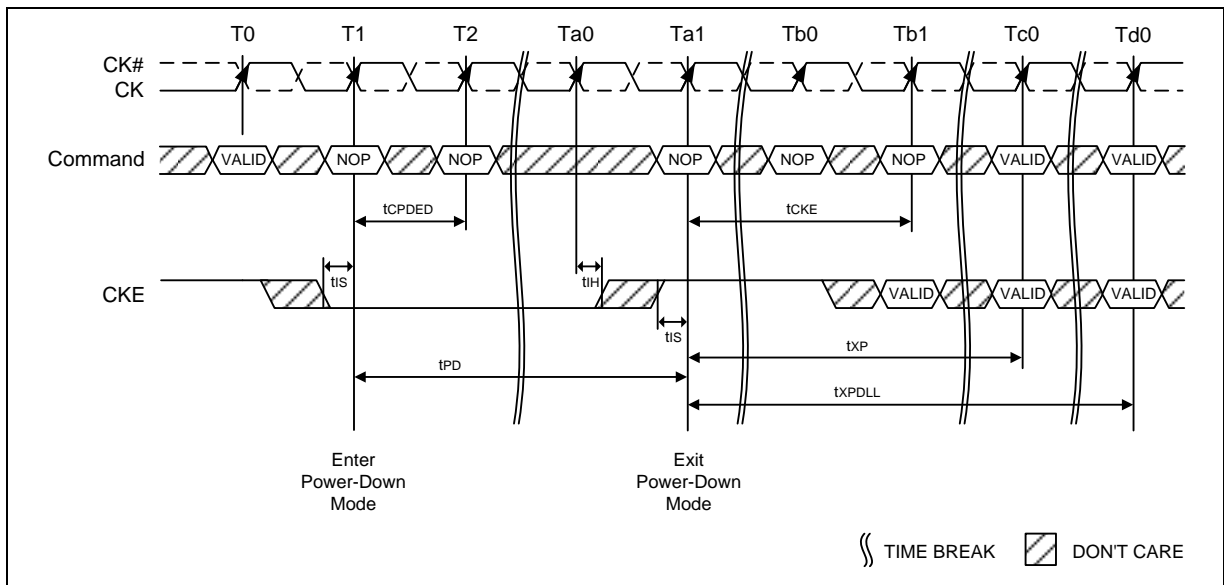 T0 T1 T2 Ta0 Ta1 Tb0 Tb1 Tc0 Td0
CK#
CK
Command VALID NOP NOP NOP NOP NOP VALID VALID
tCPDED tCKE
tIS tIH
CKE VALID VALID VALID
tIS
tXP
tPD
tXPDLL
Enter
Power-Down
Mode
Exit
Power-Down
Mode
TIME BREAK DON'T CARE